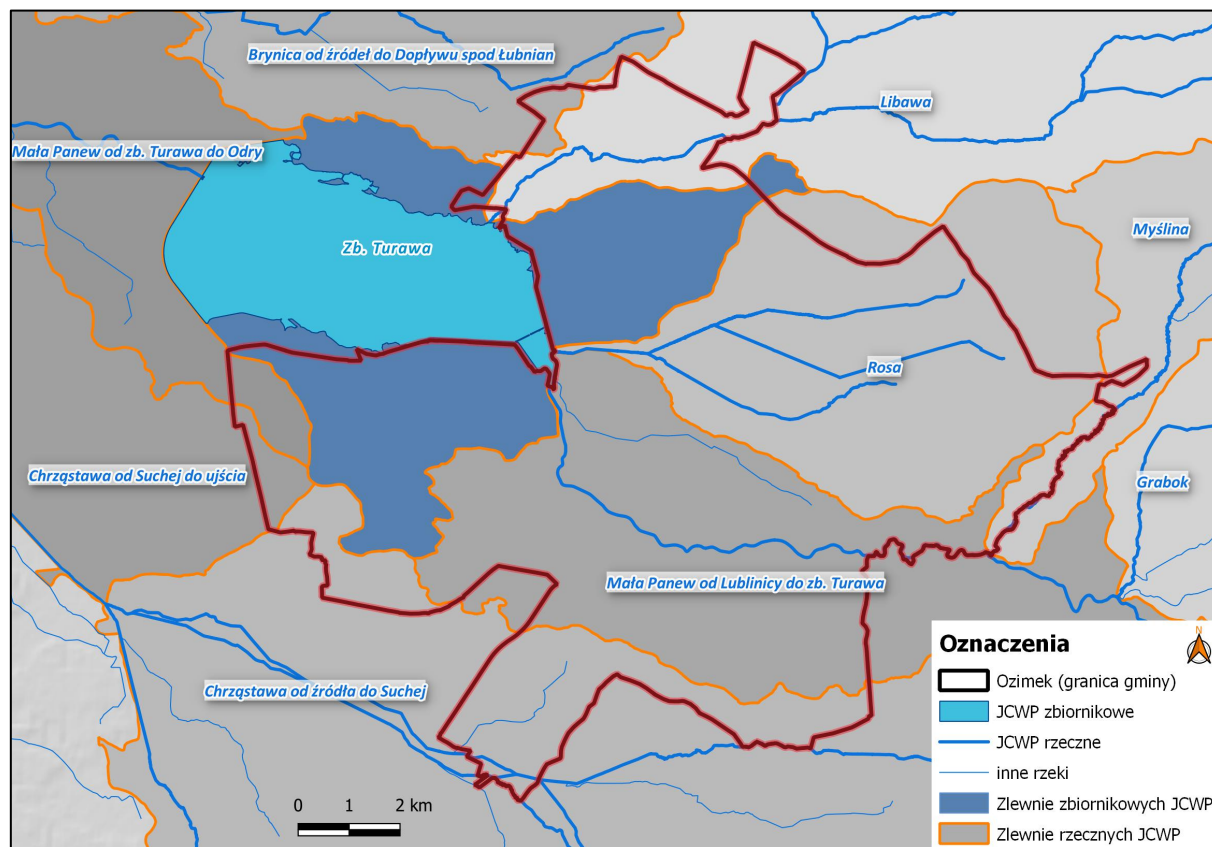 Brynica od źródeł do Dopływu spod Łubnian
Libawa
Mała Panew od zb. Turawa do Odry
Myślina
Zb. Turawa
Rosa
Chrząstawa od Suchej do ujścia
Grabok
Mała Panew od Lublinicy do zb. Turawa
Chrząstawa od źródła do Suchej
0 1 2 km
Oznaczenia
N
Ozimek (granica gminy)
JCWP zbiornikowe
JCWP rzeczne
inne rzeki
Zlewnie zbiornikowych JCWP
Zlewnie rzecznych JCWP